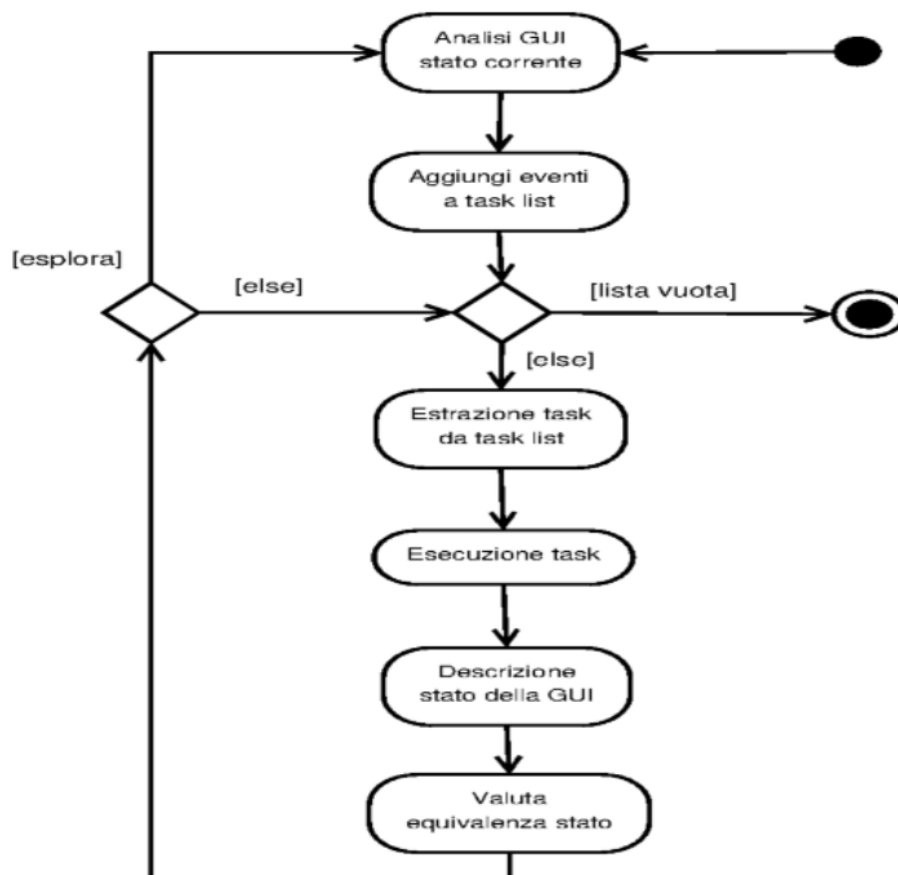 Analisi GUI
stato corrente
Aggiungi eventi
a task list
[esplora]
[else]
[lista vuota]
[else]
Estrazione task
da task list
Esecuzione task
Descrizione
stato della GUI
Valuta
equivalenza stato